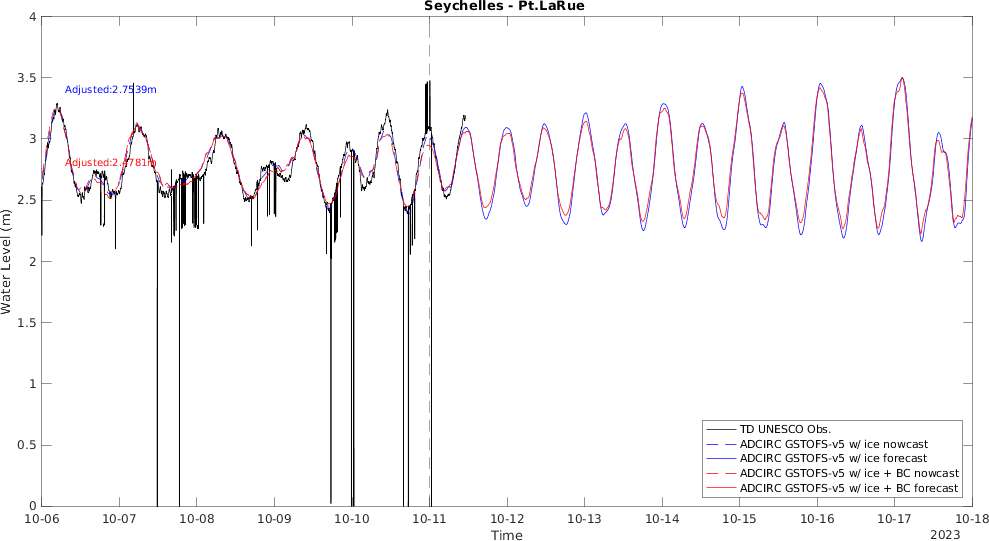 Seychelles - Pt.LaRue
4
3.5
3
2.5
2
1.5
1
0.5
0
Water Level (m)
Adjusted:2.7539m
10-06
10-07
10-08
10-09
10-10
10-11
10-12
10-13
10-14
10-15
10-16
10-17
10-18
2023
Time
TD UNESCO Obs.
ADCIRC GSTOFS-v5 w/ ice nowcast
ADCIRC GSTOFS-v5 w/ ice forecast
ADCIRC GSTOFS-v5 w/ ice + BC nowcast
ADCIRC GSTOFS-v5 w/ ice + BC forecast